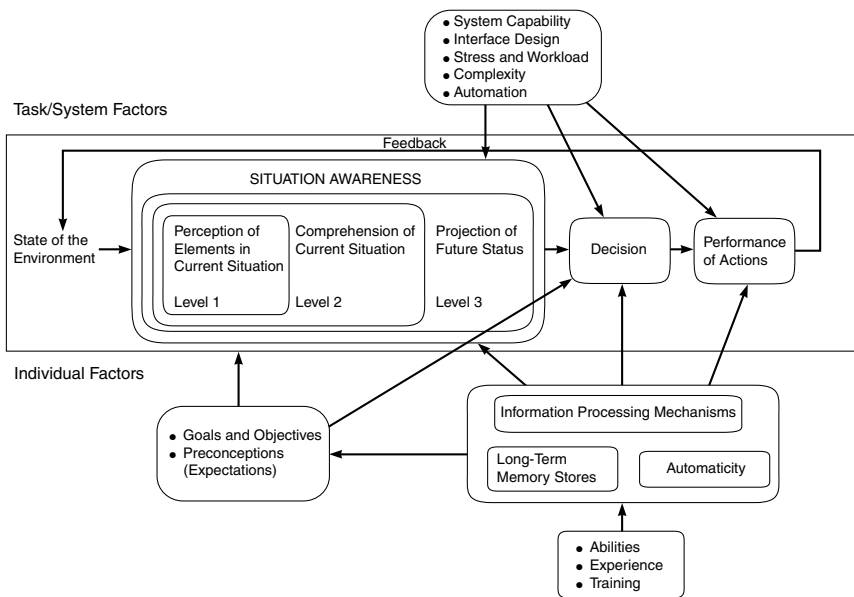 ● System Capability
● Interface Design
● Stress and Workload
● Complexity
● Automation
Task/System Factors
Feedback
SITUATION AWARENESS
State of the
Environment
Perception of
Elements in
Current Situation
Level 1
Comprehension of
Current Situation
Level 2
Projection of
Future Status
Level 3
Decision
Performance
of Actions
Individual Factors
● Goals and Objectives
● Preconceptions
(Expectations)
Information Processing Mechanisms
Long-Term
Memory Stores
Automaticity
● Abilities
● Experience
● Training